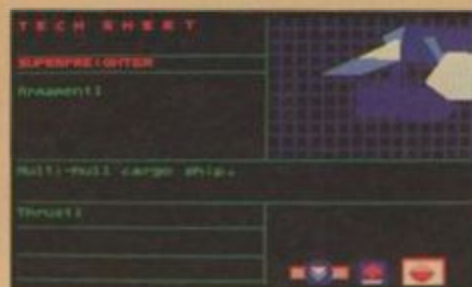 TECH SHEET
SUPERFREIGHTER
Armament:
Multi-hull cargo ship.
Thrust: